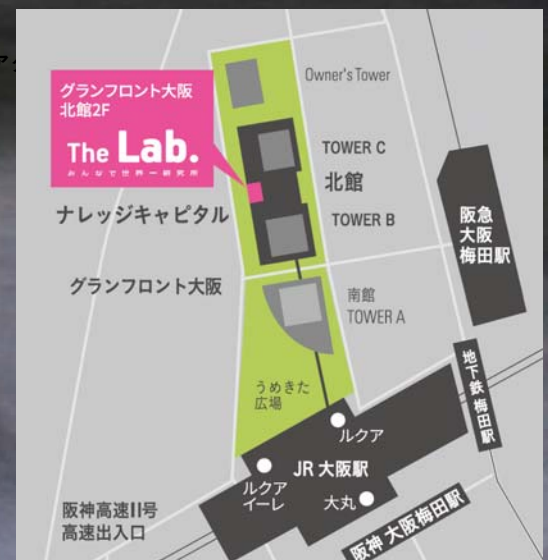 グランフロント大阪
北館2F
The Lab.
みんなで世界一研究所
Owner's Tower
TOWER C
北館
TOWER B
ナレッジキャピタル
阪急
大阪
梅田駅
グランフロント大阪
南館
TOWER A
うめきた
広場
地下鉄 梅田駅
ルクア
JR 大阪駅
ルクア
イーレ
大丸
阪神高速11号
高速出入口
阪神 大阪梅田駅